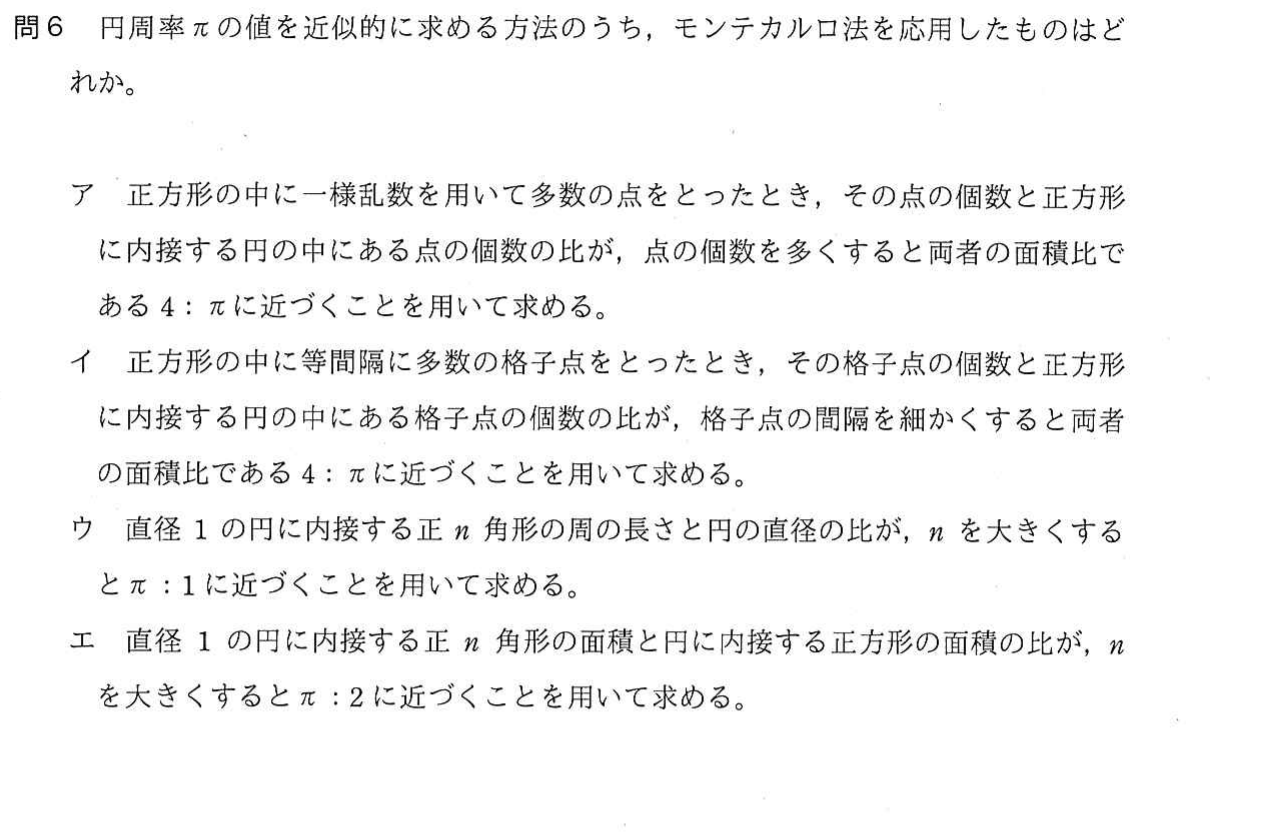 問6　円周率πの値を近似的に求める方法のうち，モンテカルロ法を応用したものはど
れか。
ア　正方形の中に一様乱数を用いて多数の点をとったとき，その点の個数と正方形
に内接する円の中にある点の個数の比が，点の個数を多くすると両者の面積比で
ある4：πに近づくことを用いて求める。
イ　正方形の中に等間隔に多数の格子点をとったとき，その格子点の個数と正方形
に内接する円の中にある格子点の個数の比が，格子点の間隔を細かくすると両者
の面積比である4：πに近づくことを用いて求める。
ウ　直径1の円に内接する正n角形の周の長さと円の直径の比が，nを大きくする
とπ：1に近づくことを用いて求める。
エ　直径1の円に内接する正n角形の面積と円に内接する正方形の面積の比が，n
を大きくするとπ：2に近づくことを用いて求める。